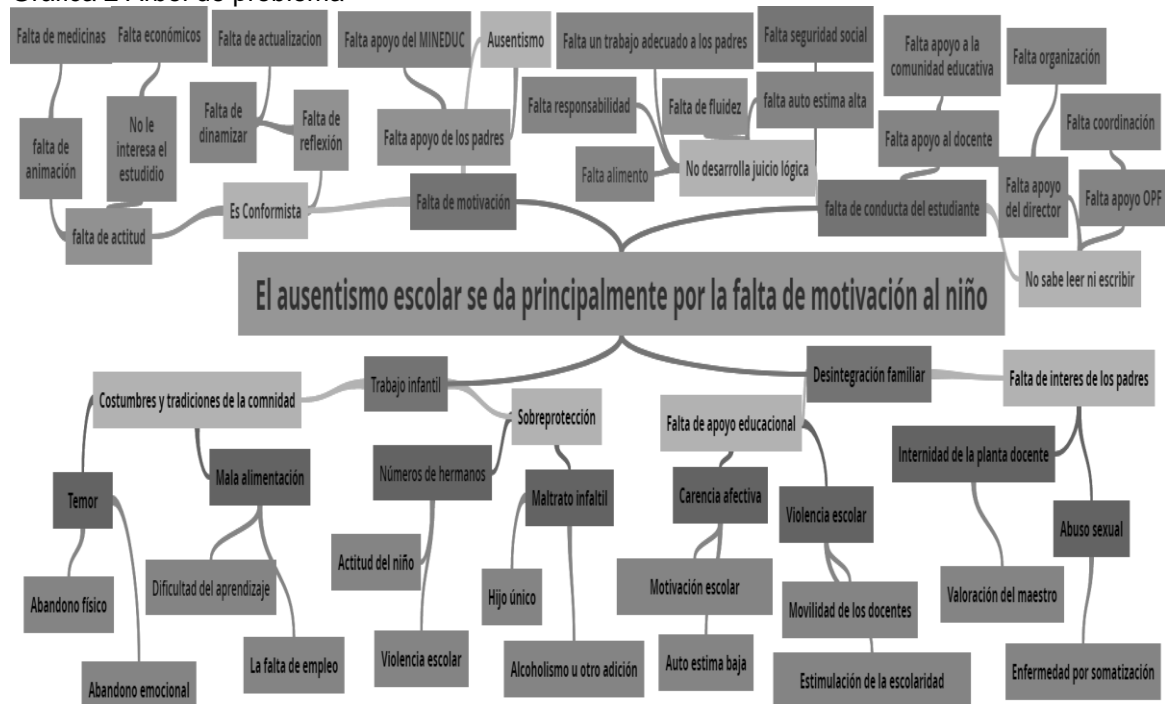 Gráfica 2 Árbol de problema
Falta de medicinas
Falta económicos
Falta de actualizacion
Falta apoyo del MINEDUC
Ausentismo
Falta un trabajo adecuado a los padres
Falta seguridad social
Falta apoyo a la
comunidad educativa
Falta organización
falta de
animación
No le
interesa el
estudidio
Falta de
dinamizar
Falta de
reflexión
Falta apoyo de los padres
Falta responsabilidad
Falta de fluidez
falta auto estima alta
Falta alimento
No desarrolla juicio lógica
Falta apoyo al docente
Falta coordinación
Falta apoyo
del director
Falta apoyo OPF
falta de actitud
Es Conformista
Falta de motivación
falta de conducta del estudiante
No sabe leer ni escribir
El ausentismo escolar se da principalmente por la falta de motivación al niño
Costumbres y tradiciones de la comnidad
Trabajo infantil
Sobreprotección
Desintegración familiar
Falta de interes de los padres
Falta de apoyo educacional
Temor
Mala alimentación
Números de hermanos
Maltrato infaltil
Carencia afectiva
Violencia escolar
Internidad de la planta docente
Abuso sexual
Abandono físico
Dificultad del aprendizaje
Actitud del niño
Hijo único
Motivación escolar
Movilidad de los docentes
Valoración del maestro
Abandono emocional
La falta de empleo
Violencia escolar
Alcoholismo u otro adición
Auto estima baja
Estimulación de la escolaridad
Enfermedad por somatización